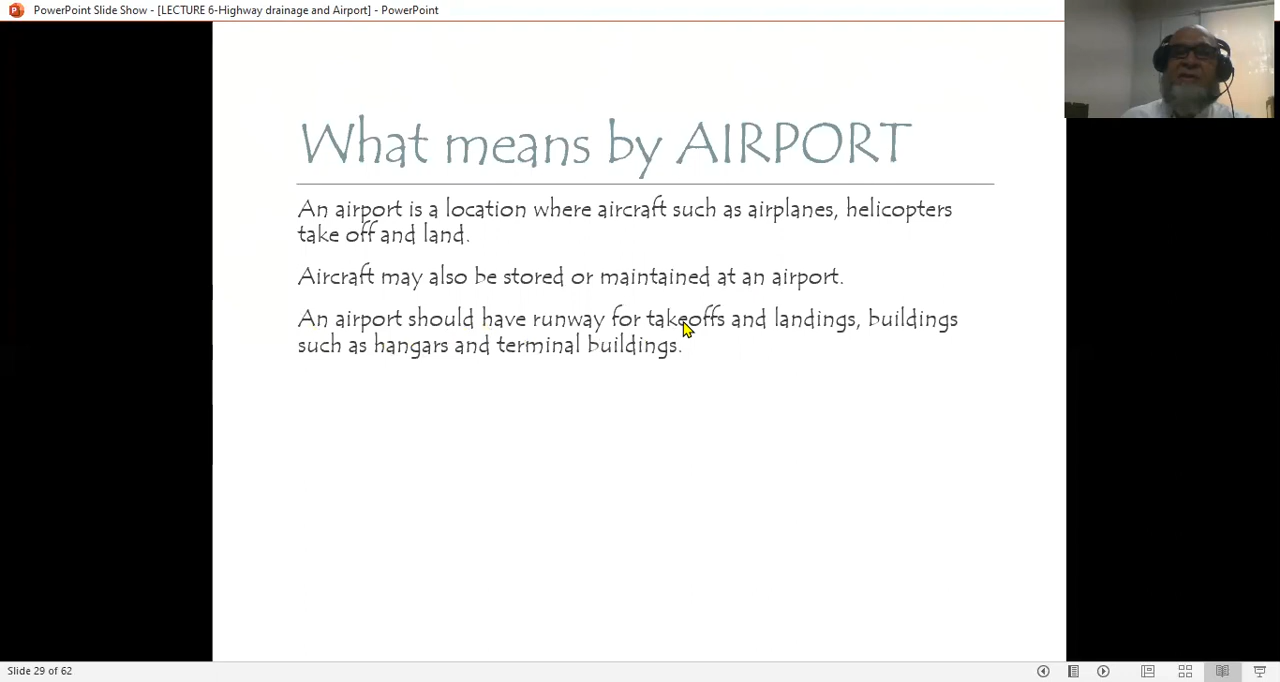 PowerPoint Slide Show - [LECTURE 6-Highway drainage and Airport] - PowerPoint
What means by AIRPORT
An airport is a location where aircraft such as airplanes, helicopters
take off and land.
Aircraft may also be stored or maintained at an airport.
An airport should have runway for takeoffs and landings, buildings
such as hangars and terminal buildings.
Slide 29 of 62